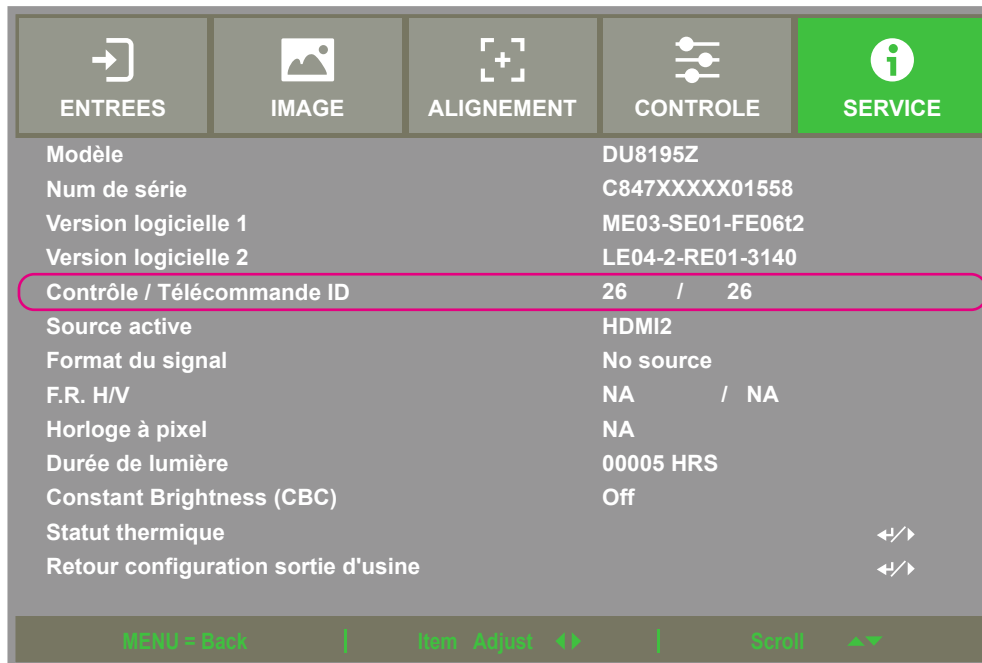 ENTREES IMAGE ALIGNEMENT CONTROLE SERVICE
Modèle DU8195Z
Num de série C847XXXXX01558
Version logicielle 1 ME03-SE01-FE06t2
Version logicielle 2 LE04-2-RE01-3140
Contrôle / Télécommande ID 26 / 26
Source active HDMI2
Format du signal No source
F.R. H/V NA / NA
Horloge à pixel NA
Durée de lumière 00005 HRS
Constant Brightness (CBC) Off
Statut thermique
Retour configuration sortie d'usine
MENU = Back | Item Adjust | Scroll